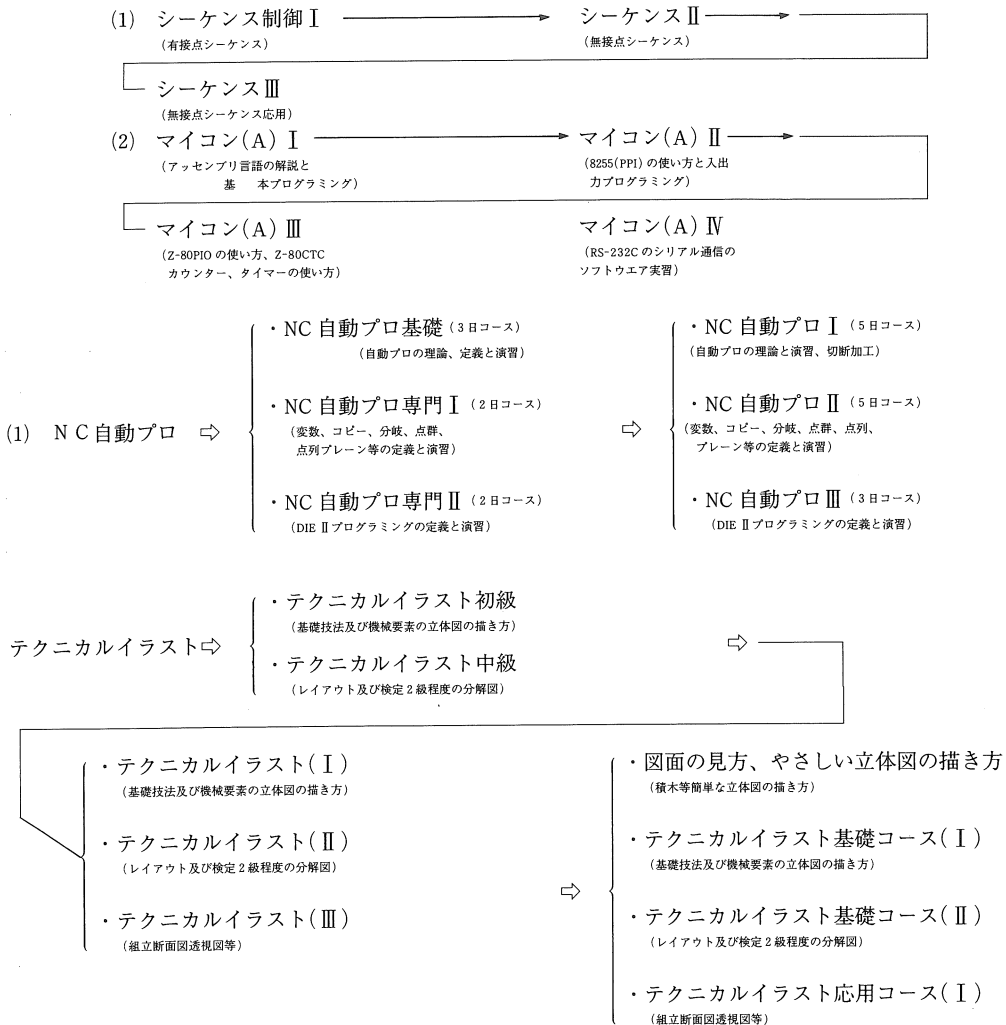 (1) シーケンス制御Ⅰ シーケンスⅡ
(有接点シーケンス) (無接点シーケンス)
シーケンスⅢ
(無接点シーケンス応用)
(2) マイコン(A)Ⅰ マイコン(A)Ⅱ
(アッセンブリ言語の解説と (8255(PPI)の使い方と入出
基 本プログラミング) 力プログラミング)
マイコン(A)Ⅲ マイコン(A)Ⅳ
(Z-80PIOの使い方、Z-80CTC (RS-232Cのシリアル通信の
カウンター、タイマーの使い方) ソフトウエア実習)
(1) NC自動プロ ⇨
・NC自動プロ基礎(3日コース)
(自動プロの理論、定義と演習)
・NC自動プロ専門Ⅰ(2日コース)
(変数、コピー、分岐、点群、
点列プレーン等の定義と演習)
・NC自動プロ専門Ⅱ(2日コース)
(DIEⅡプログラミングの定義と演習)
⇨
・NC自動プロⅠ(5日コース)
(自動プロの理論と演習、切断加工)
・NC自動プロⅡ(5日コース)
(変数、コピー、分岐、点群、点列、
プレーン等の定義と演習)
・NC自動プロⅢ(3日コース)
(DIEⅡプログラミングの定義と演習)
テクニカルイラスト⇨
・テクニカルイラスト初級
(基礎技法及び機械要素の立体図の描き方)
・テクニカルイラスト中級
(レイアウト及び検定2級程度の分解図)
⇨
・テクニカルイラスト(Ⅰ)
(基礎技法及び機械要素の立体図の描き方)
・テクニカルイラスト(Ⅱ)
(レイアウト及び検定2級程度の分解図)
・テクニカルイラスト(Ⅲ)
(組立断面図透視図等)
⇨
・図面の見方、やさしい立体図の描き方
(積木等簡単な立体図の描き方)
・テクニカルイラスト基礎コース(Ⅰ)
(基礎技法及び機械要素の立体図の描き方)
・テクニカルイラスト基礎コース(Ⅱ)
(レイアウト及び検定2級程度の分解図)
・テクニカルイラスト応用コース(Ⅰ)
(組立断面図透視図等)